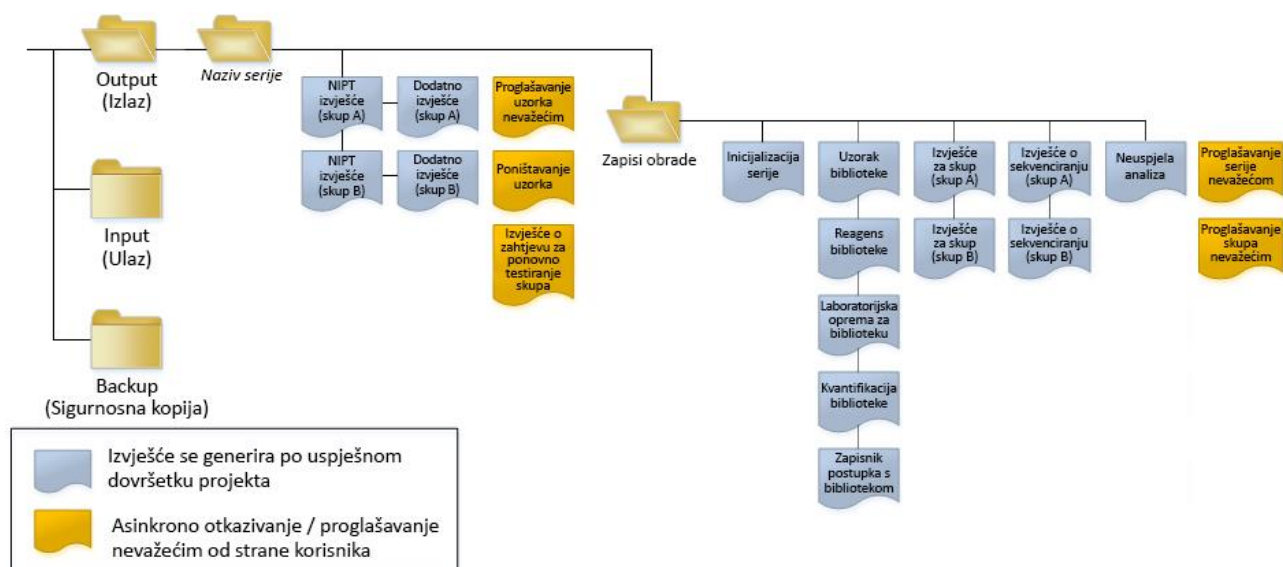 Output
(Izlaz)
Naziv serije
Input
(Ulaz)
Backup
(Sigurnosna kopija)
NIPT
izvješće
(skup A)
Dodatno
izvješće
(skup A)
Proglašavanje
uzorka
nevažećim
NIPT
izvješće
(skup B)
Dodatno
izvješće
(skup B)
Poništavanje
uzorka
Izvješće o
zahtjevu za
ponovno
testiranje
skupa
Zapisi obrade
Inicijalizacija
serije
Uzorak
biblioteke
Izvješće
za skup
(skup A)
Izvješće o
sekvenciranju
(skup A)
Neuspjela
analiza
Proglašavanje
serije
nevažećom
Reagens
biblioteke
Izvješće
za skup
(skup B)
Izvješće o
sekvenciranju
(skup B)
Proglašavanje
skupa
nevažećim
Laboratorijska
oprema za
biblioteku
Kvantifikacija
biblioteke
Zapisnik
postupka s
bibliotekom
Izvješće se generira po uspješnom
dovršetku projekta
Asinkrono otkazivanje / proglašavanje
nevažećim od strane korisnika